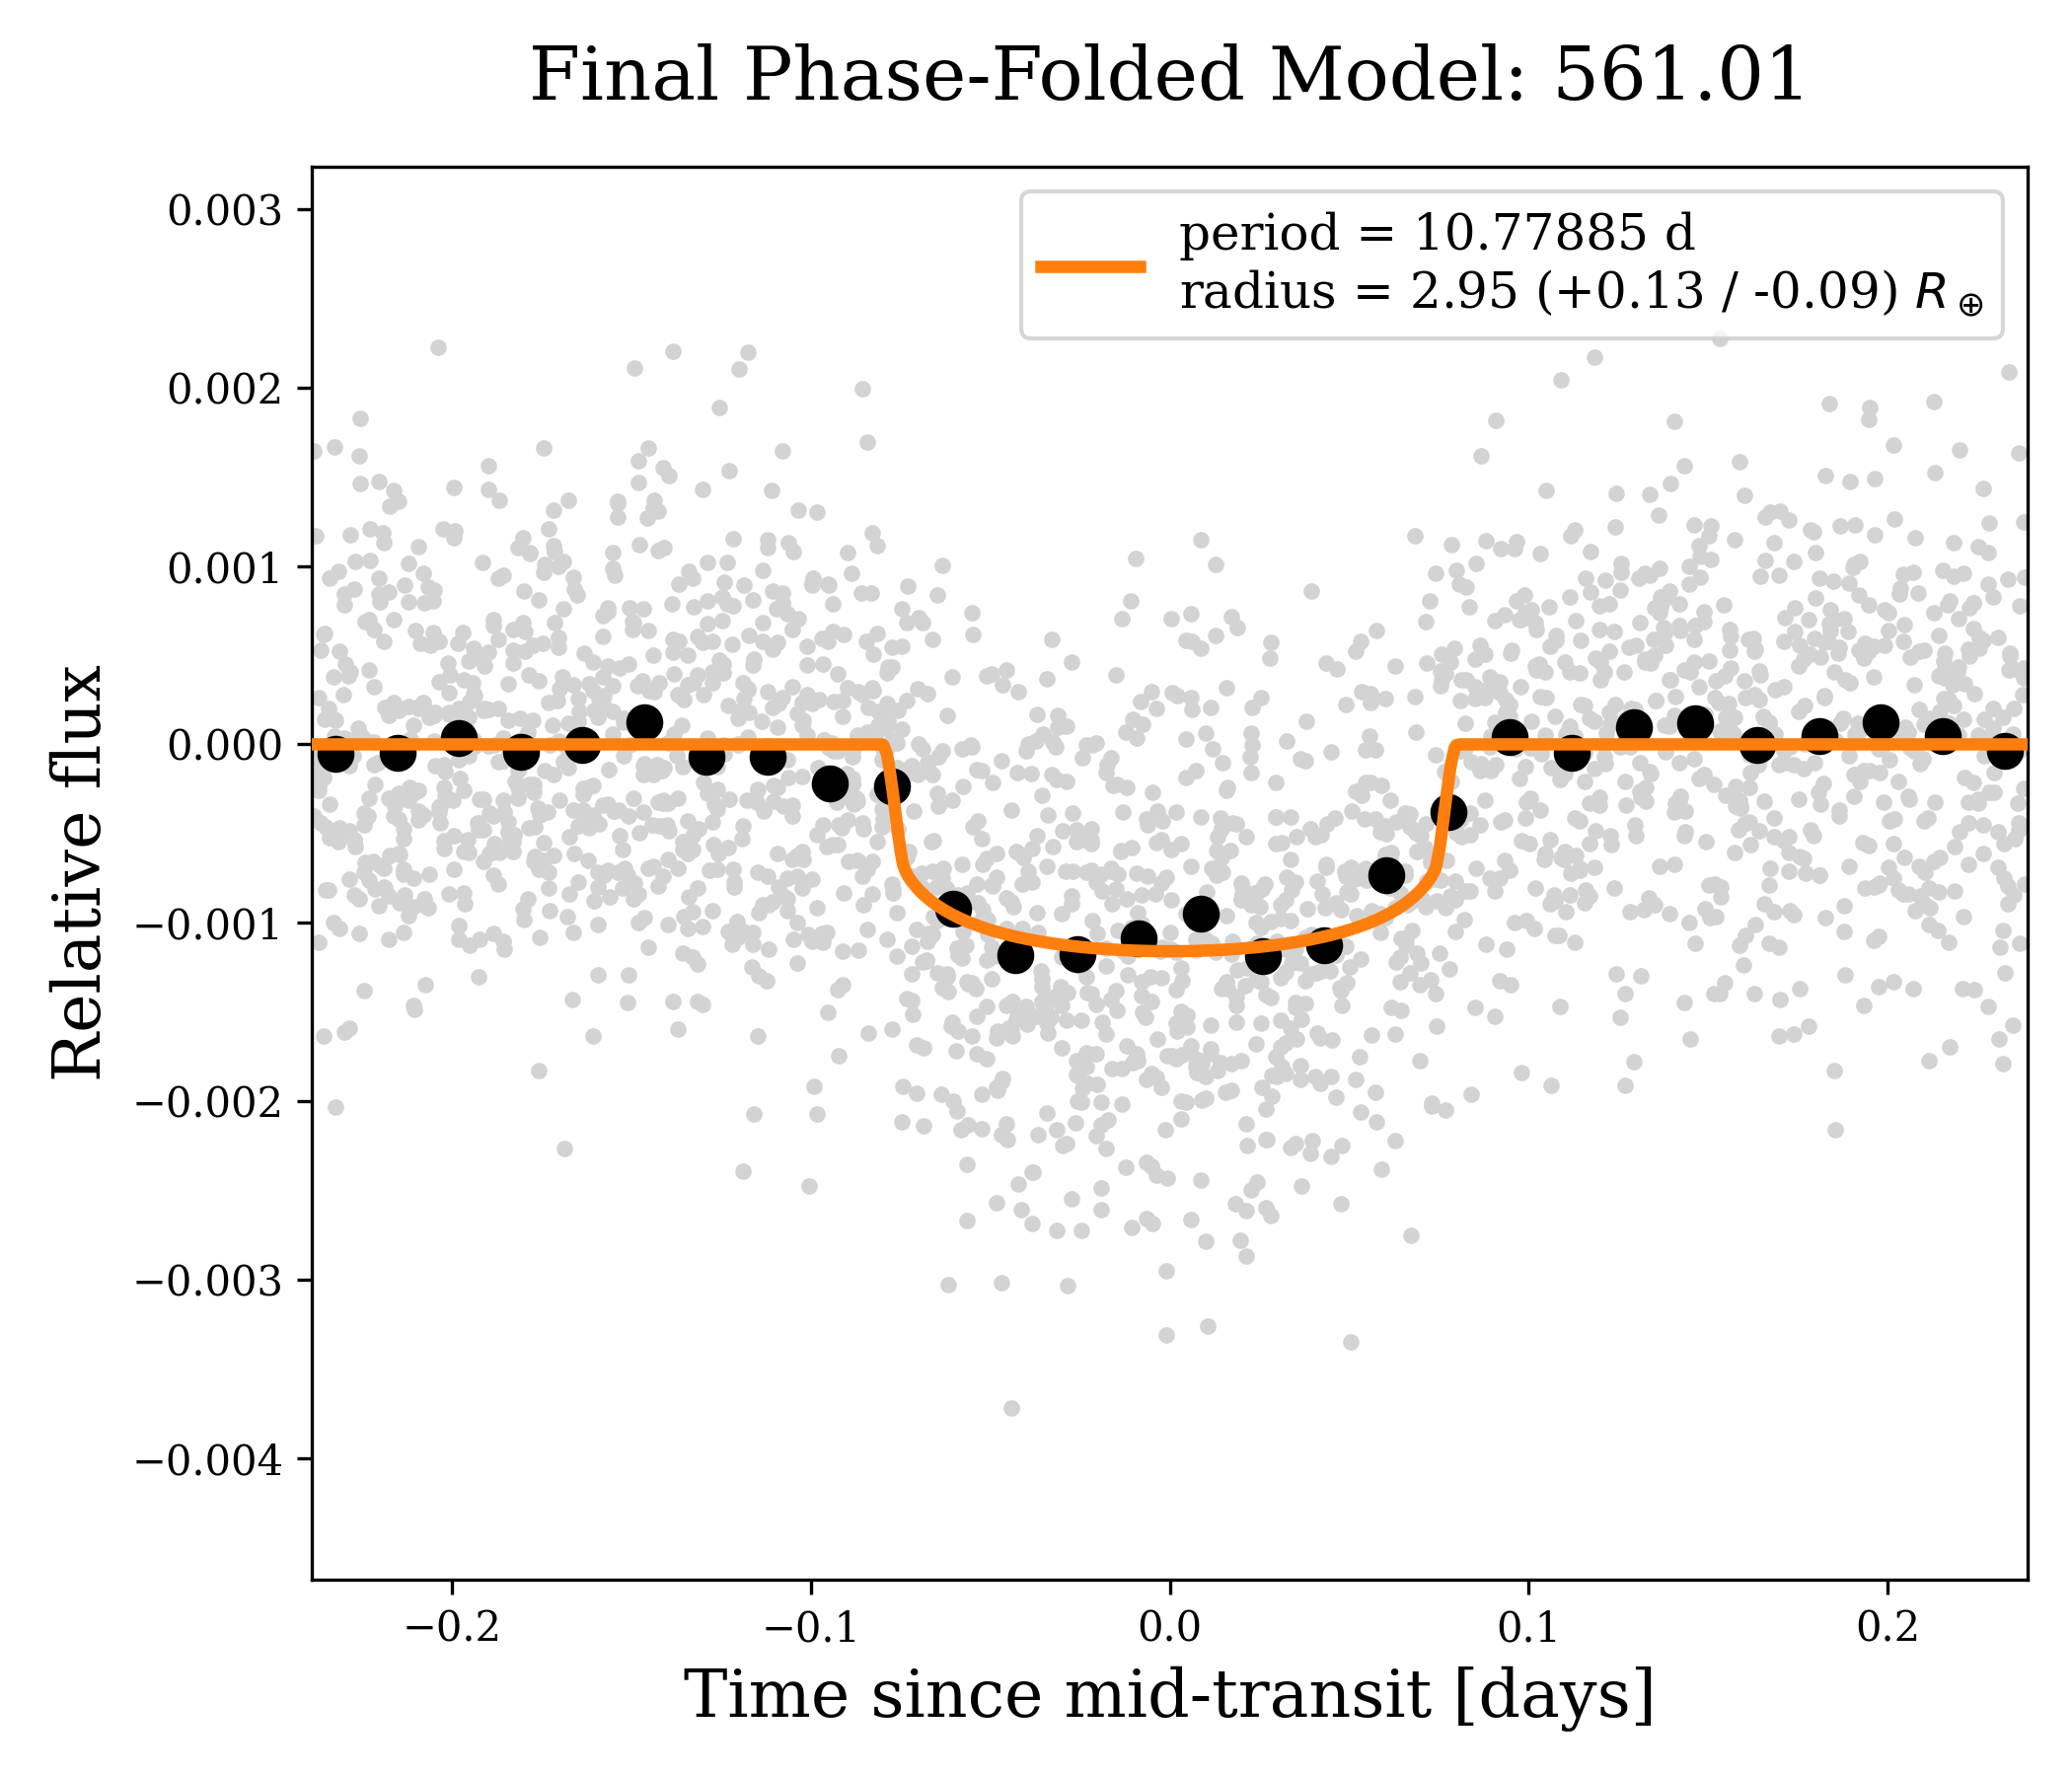 Final Phase-Folded Model: 561.01
period = 10.77885 d
radius = 2.95 (+0.13 / -0.09) R⊕
0.003
0.002
0.001
0.000
−0.001
−0.002
−0.003
−0.004
Relative flux
−0.2
−0.1
0.0
0.1
0.2
Time since mid-transit [days]